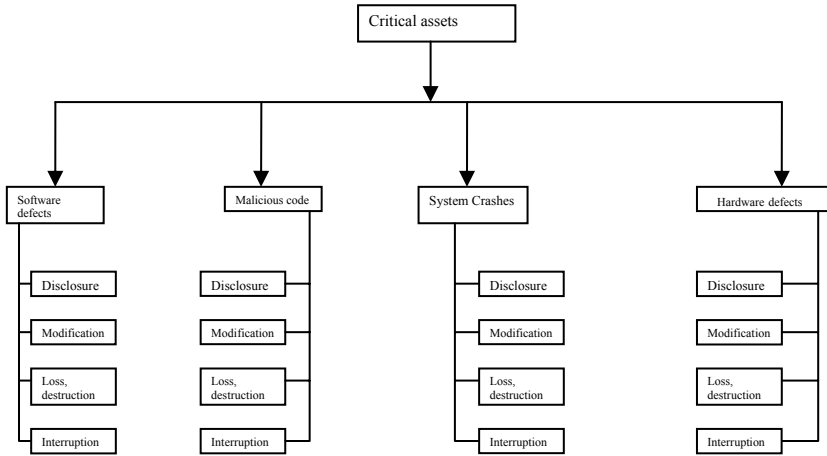 Critical assets
Software
defects
Malicious code
System Crashes
Hardware defects
Disclosure
Disclosure
Disclosure
Disclosure
Modification
Modification
Modification
Modification
Loss,
destruction
Loss,
destruction
Loss,
destruction
Loss,
destruction
Interruption
Interruption
Interruption
Interruption